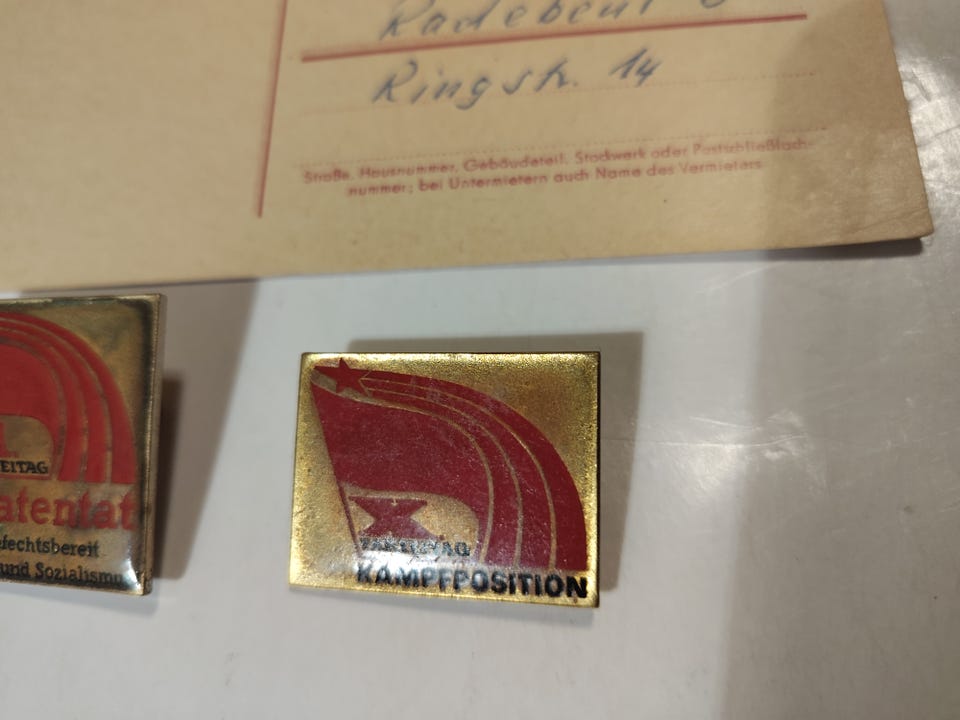 Radebeul
Ringstr. 14
Straße, Hausnummer, Gebäudeteil, Stockwerk oder Postschließfach-
nummer; bei Untermietern auch Name des Vermieters
EITAG
atentat
fechtsbereit
und Sozialismu
X
PARTEITAG
KAMPFPOSITION